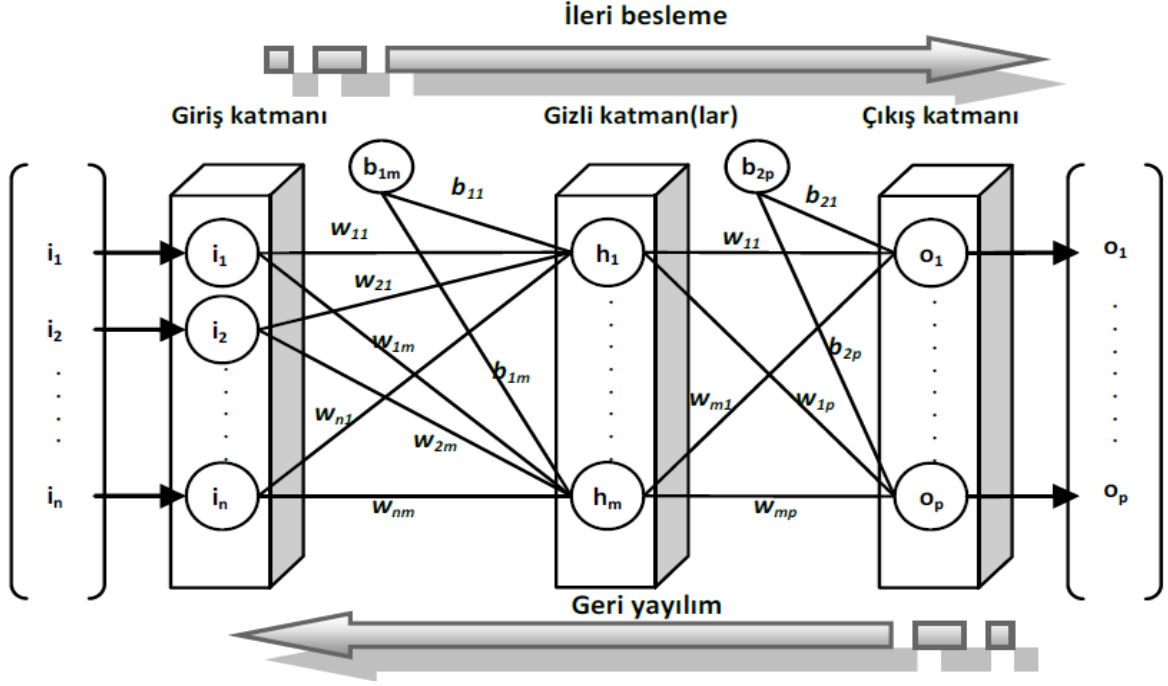 İleri besleme
Giriş katmanı Gizli katman(lar) Çıkış katmanı
b1m b2p
b11 b21
w11 w11
i1 i1 h1 o1 o1
w21
i2 i2
w1m b1m b2p
wn1 w2m wm1 w1p
in in hm op op
wnm wmp
Geri yayılım